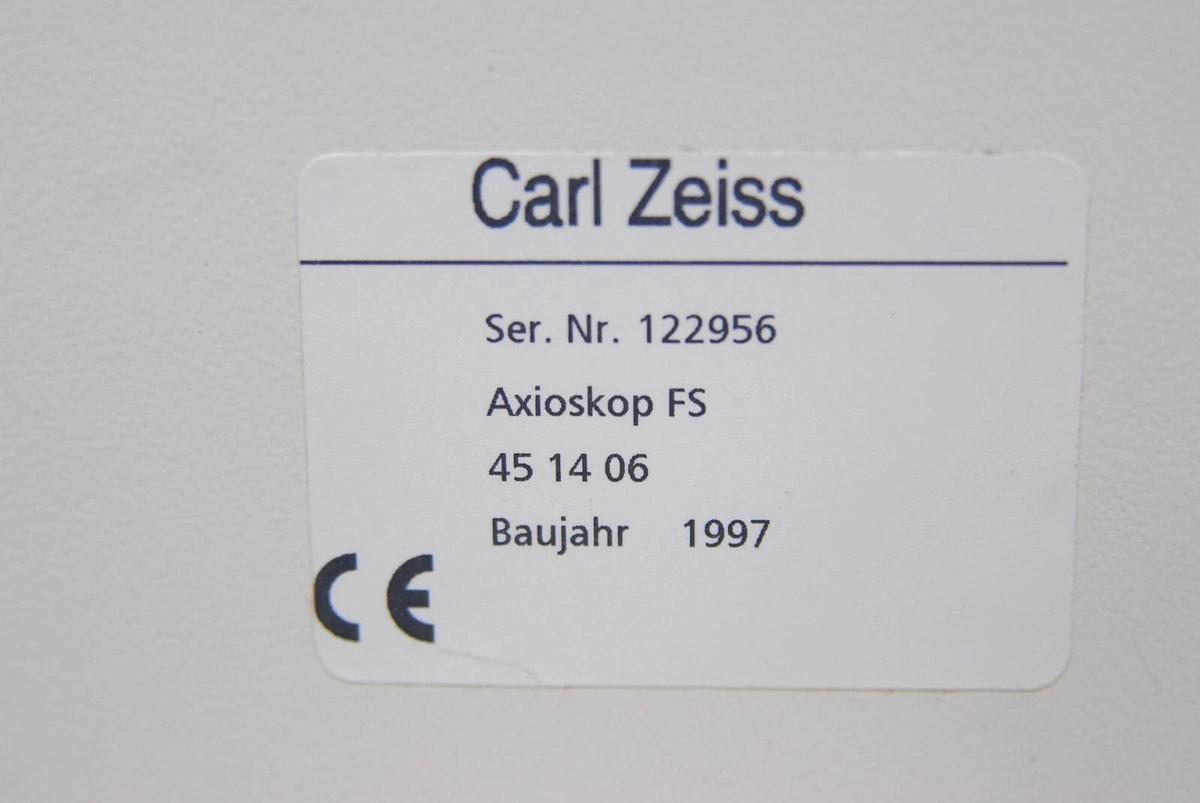 Carl Zeiss
Ser. Nr. 122956
Axioskop FS
45 14 06
Baujahr 1997
CE